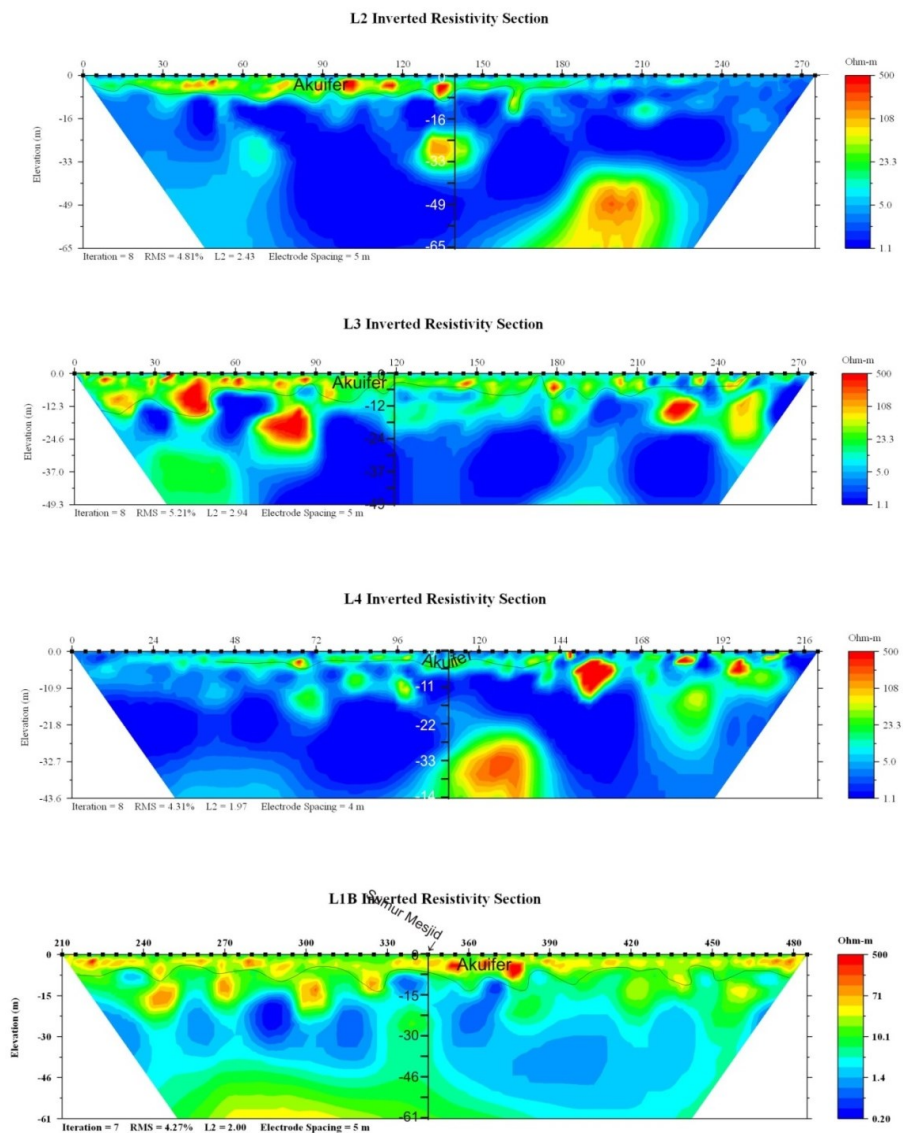 L2 Inverted Resistivity Section
Ohm-m
0 30 60 90 120 150 180 210 240 270
0
-16
-33
-49
-65
Elevation (m)
Akuifer
0
-16
-33
-49
-65
500
108
23.3
5.0
1.1
Iteration = 8 RMS = 4.81% L2 = 2.43 Electrode Spacing = 5 m
L3 Inverted Resistivity Section
Ohm-m
0 30 60 90 120 150 180 210 240 270
0.0
-12.3
-24.6
-37.0
-49.3
Elevation (m)
Akuifer
-12
-24
500
108
23.3
5.0
1.1
Iteration = 8 RMS = 5.21% L2 = 2.94 Electrode Spacing = 5 m
L4 Inverted Resistivity Section
Ohm-m
0 24 48 72 96 120 144 168 192 216
0.0
-10.9
-21.8
-32.7
-43.6
Elevation (m)
Akuifer
-11
-22
-33
500
108
23.3
5.0
1.1
Iteration = 8 RMS = 4.31% L2 = 1.97 Electrode Spacing = 4 m
L1B Inverted Resistivity Section
Sumur Mesjid
Ohm-m
210 240 270 300 330 360 390 420 450 480
0
-15
-30
-46
-61
Elevation (m)
Akuifer
-15
-30
-46
-61
500
71
10.1
1.4
0.20
Iteration = 7 RMS = 4.27% L2 = 2.00 Electrode Spacing = 5 m